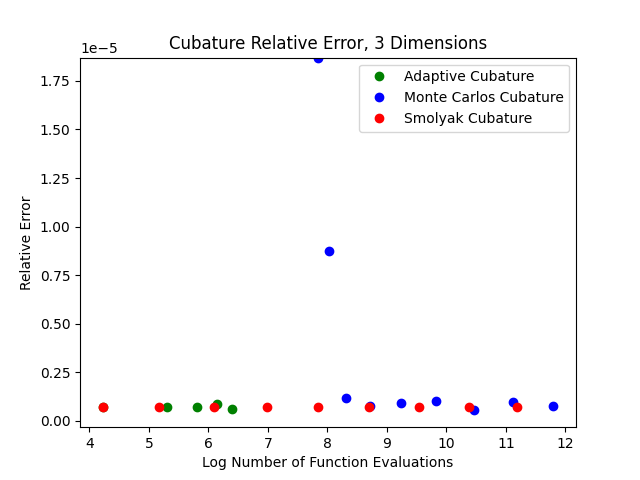 Cubature Relative Error, 3 Dimensions
1e−5
Adaptive Cubature
Monte Carlos Cubature
Smolyak Cubature
1.75
1.50
1.25
1.00
0.75
0.50
0.25
0.00
Relative Error
4 5 6 7 8 9 10 11 12
Log Number of Function Evaluations